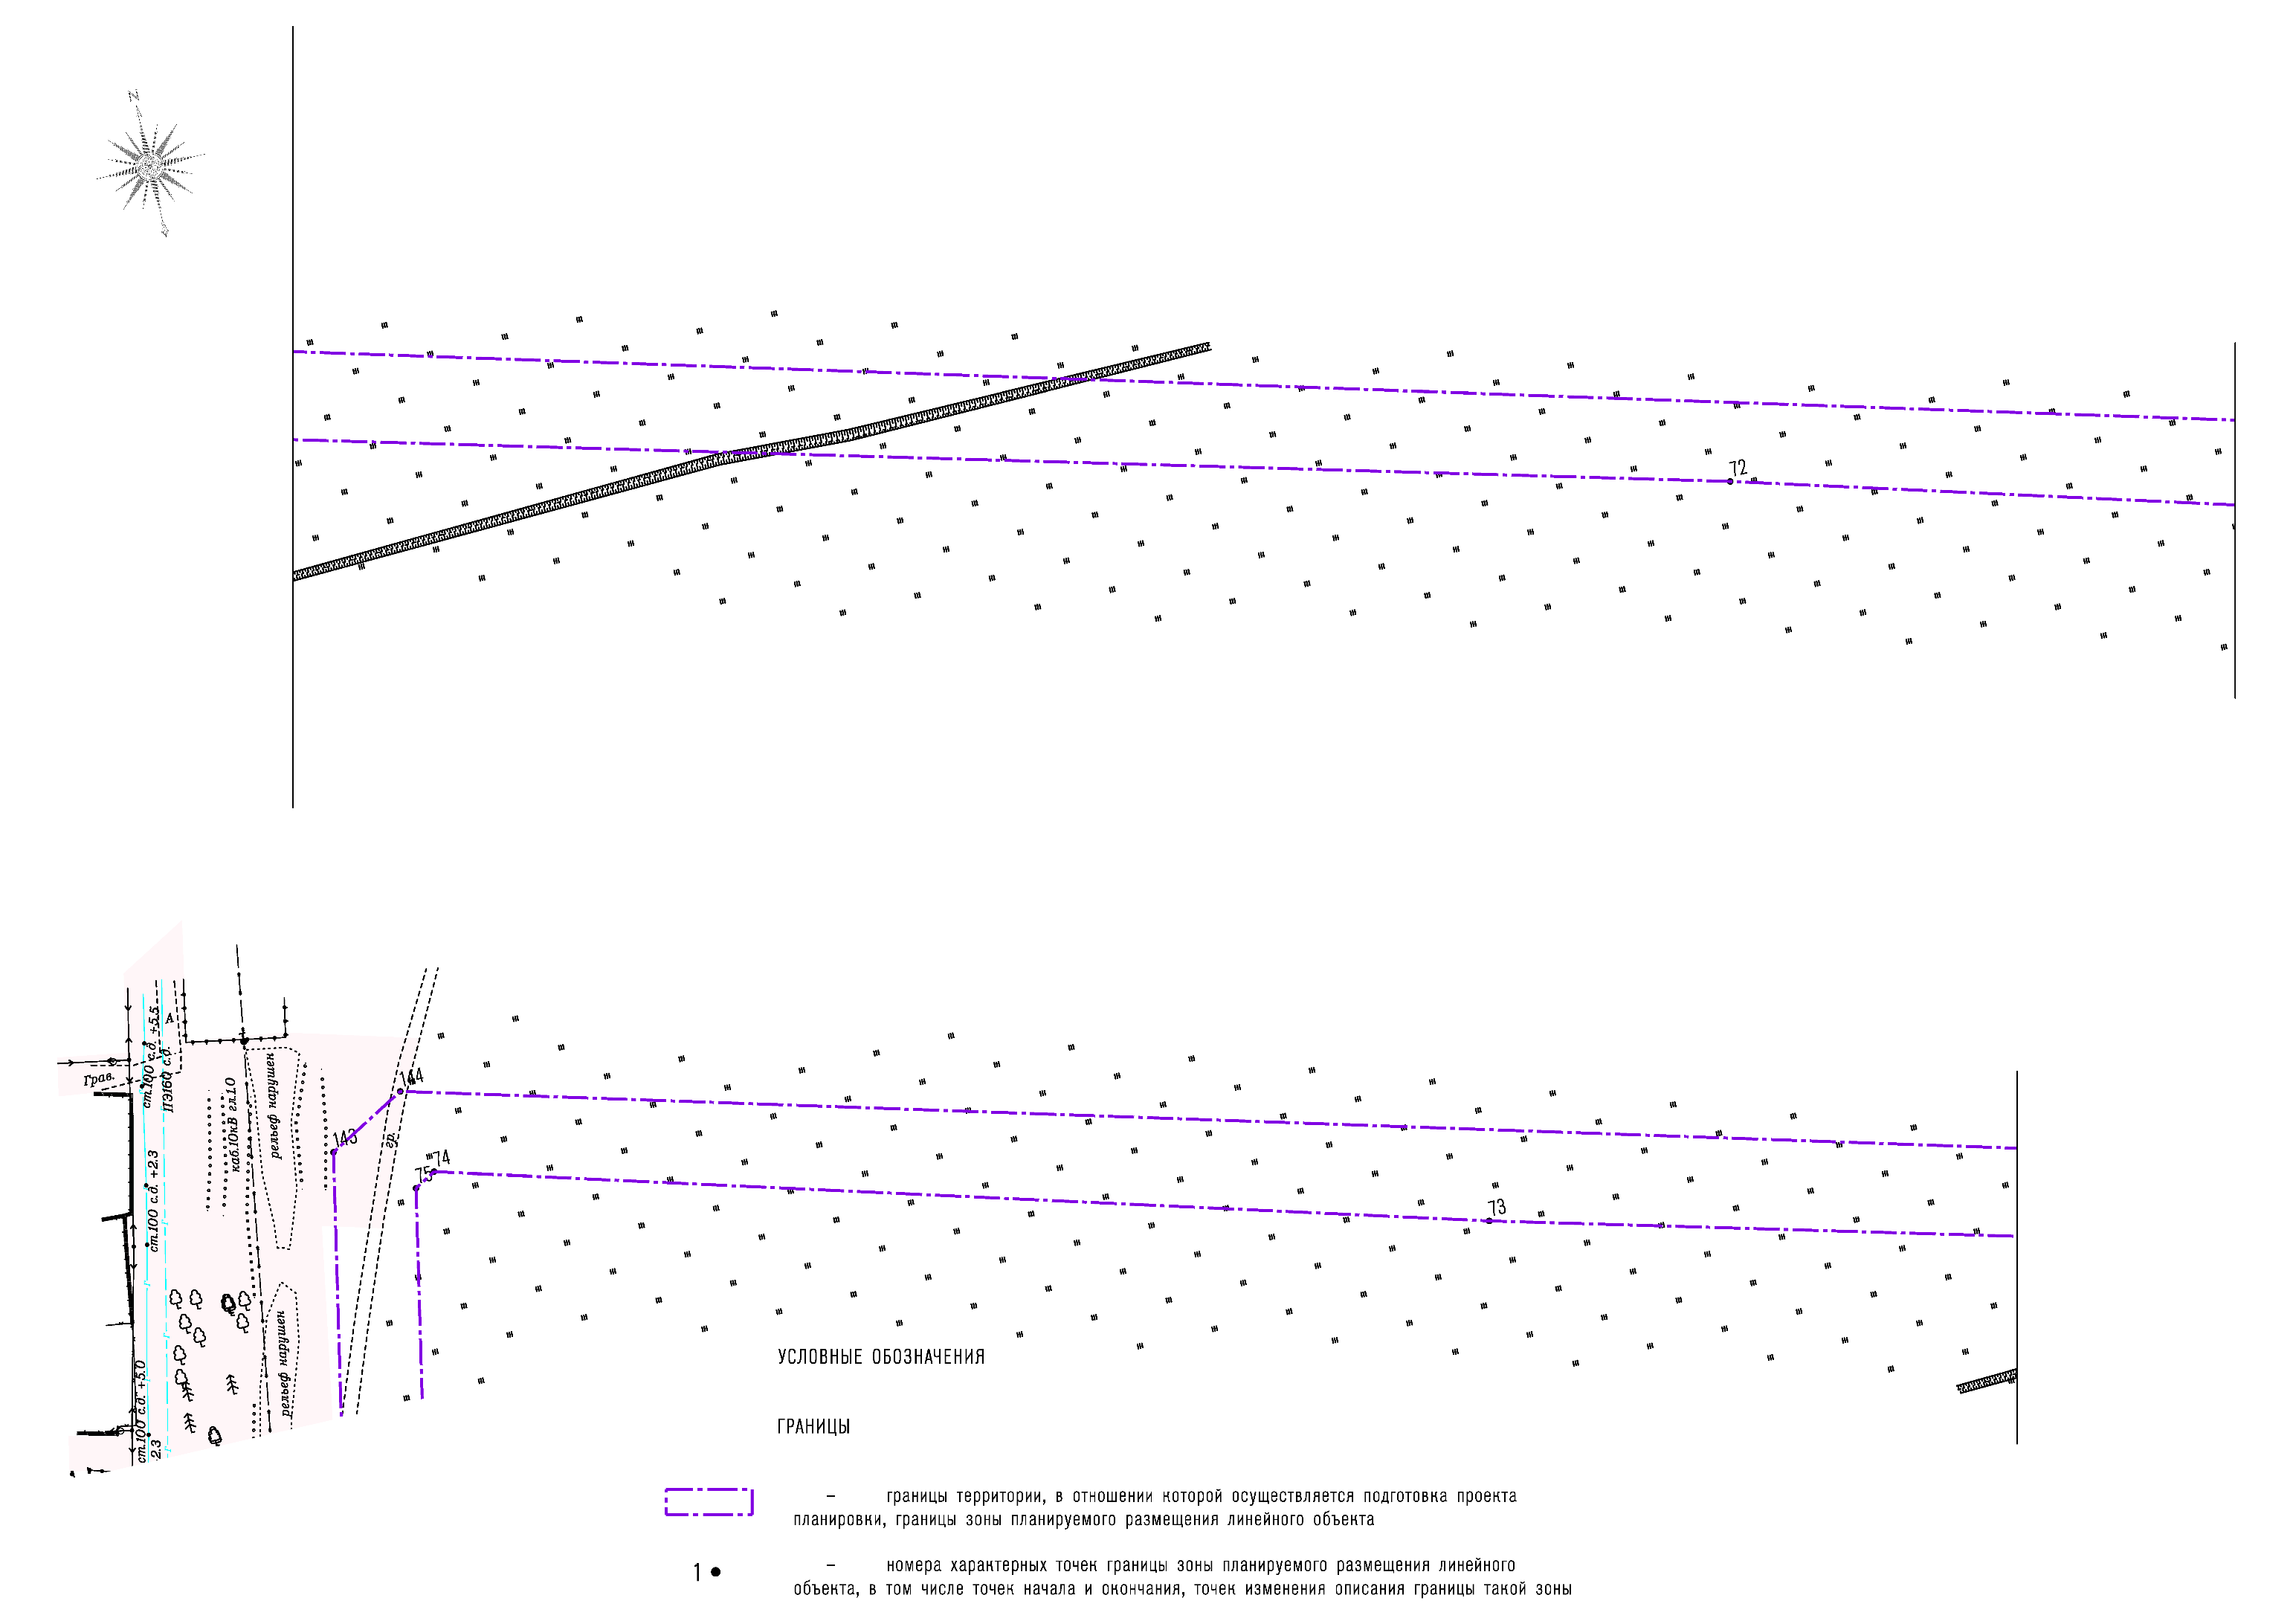 N
72
ст.100 с.д. +5.5
А
ПЭ160 с.д.
Грав.
каб.10кВ гл.1.0
рельеф нарушен
144
143
гр.
74
75
73
ст.100 с.д. +2.3
рельеф нарушен
ст.100 с.д. +5.0
2.3
УСЛОВНЫЕ ОБОЗНАЧЕНИЯ
ГРАНИЦЫ
– границы территории, в отношении которой осуществляется подготовка проекта
планировки, границы зоны планируемого размещения линейного объекта
1 • – номера характерных точек границы зоны планируемого размещения линейного
объекта, в том числе точек начала и окончания, точек изменения описания границы такой зоны